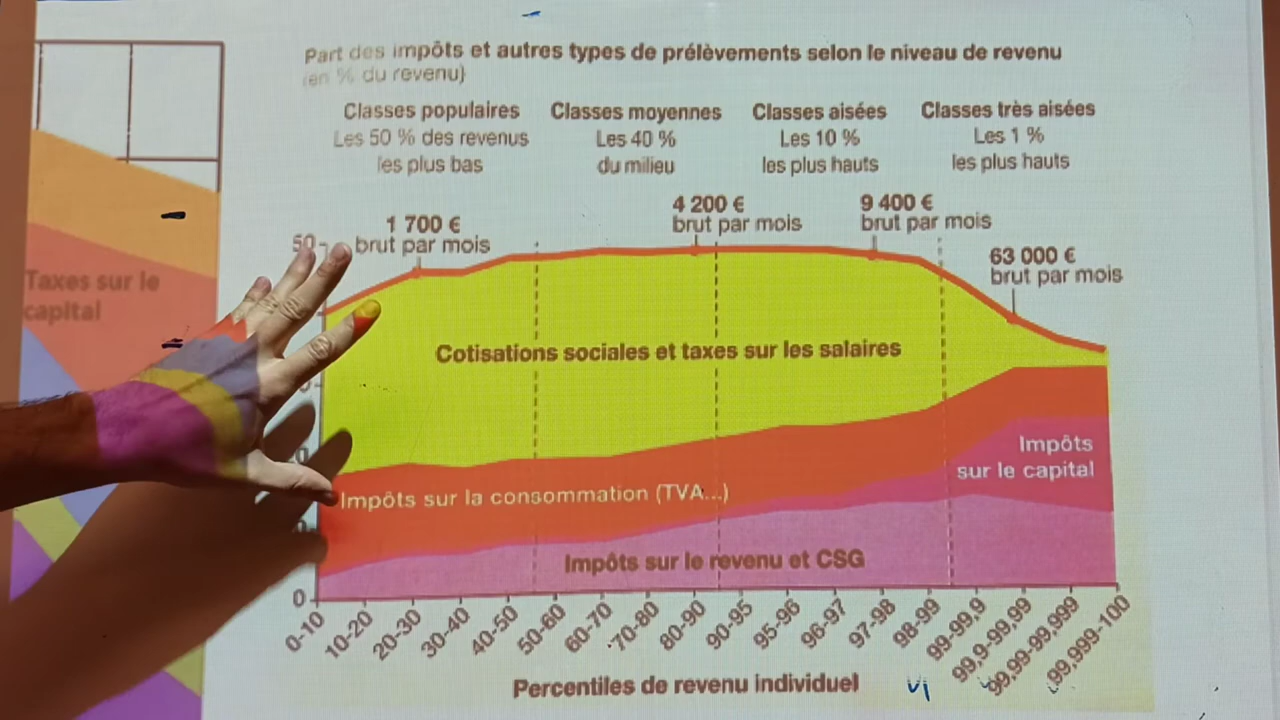 Part des impôts et autres types de prélèvements selon le niveau de revenu
(en % du revenu)
Classes populaires
Les 50 % des revenus
les plus bas
Classes moyennes
Les 40 %
du milieu
Classes aisées
Les 10 %
les plus hauts
Classes très aisées
Les 1 %
les plus hauts
1 700 €
brut par mois
4 200 €
brut par mois
9 400 €
brut par mois
63 000 €
brut par mois
Taxes sur le
capital
50
0
Cotisations sociales et taxes sur les salaires
Impôts sur la consommation (TVA...)
Impôts
sur le capital
Impôts sur le revenu et CSG
0-10
10-20
20-30
30-40
40-50
50-60
60-70
70-80
80-90
90-95
95-96
96-97
97-98
98-99
99-99,9
99,9-99,99
99,99-99,999
99,999-100
Percentiles de revenu individuel